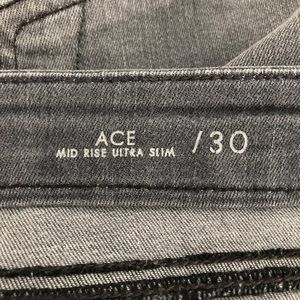 ACE /30
MID RISE ULTRA SLIM